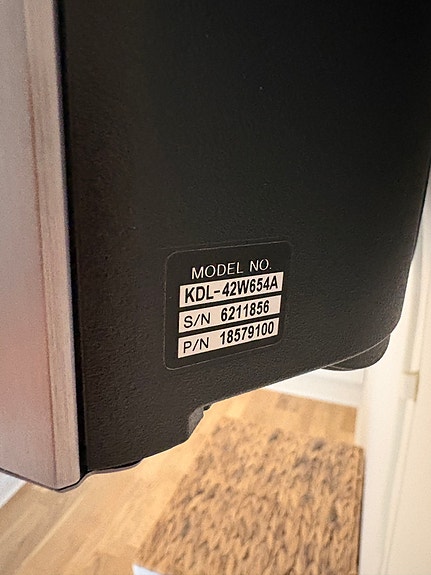 MODEL NO.
KDL-42W654A
S/N 6211856
P/N 18579100